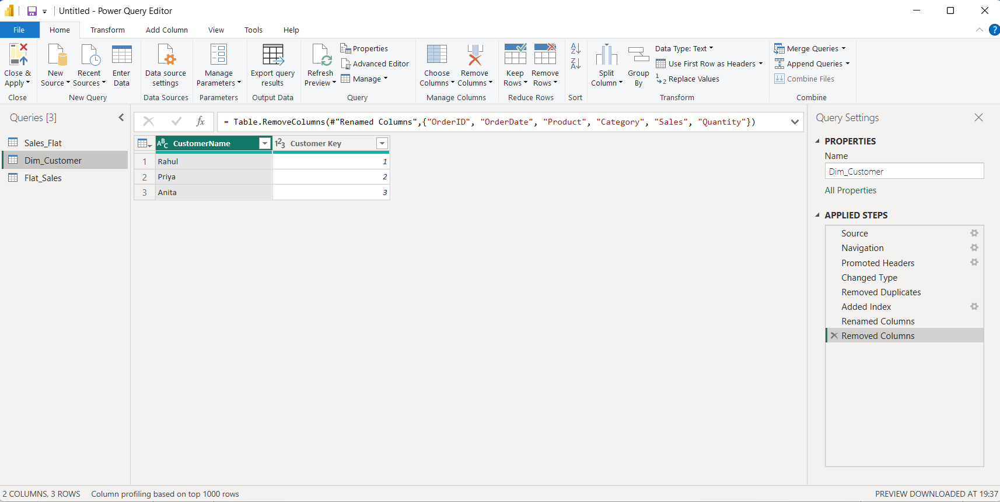 Untitled - Power Query Editor
File Home Transform Add Column View Tools Help
?
Close & Apply
Close
New Source
Recent Sources
Enter Data
New Query
Data source settings
Data Sources
Manage Parameters
Parameters
Export query results
Output Data
Refresh Preview
Properties
Advanced Editor
Manage
Query
Choose Columns
Remove Columns
Manage Columns
Keep Rows
Remove Rows
Reduce Rows
A Z
Z A
Sort
Split Column
Group By
Data Type: Text
Use First Row as Headers
1 2 Replace Values
Transform
Merge Queries
Append Queries
Combine Files
Combine
Queries [3]
Sales_Flat
Dim_Customer
Flat_Sales
fx
= Table.RemoveColumns(#"Renamed Columns",{"OrderID", "OrderDate", "Product", "Category", "Sales", "Quantity"})
ABC CustomerName 123 Customer Key
1 Rahul 1
2 Priya 2
3 Anita 3
Query Settings
PROPERTIES
Name
Dim_Customer
All Properties
APPLIED STEPS
Source
Navigation
Promoted Headers
Changed Type
Removed Duplicates
Added Index
Renamed Columns
Removed Columns
2 COLUMNS, 3 ROWS Column profiling based on top 1000 rows
PREVIEW DOWNLOADED AT 19:37